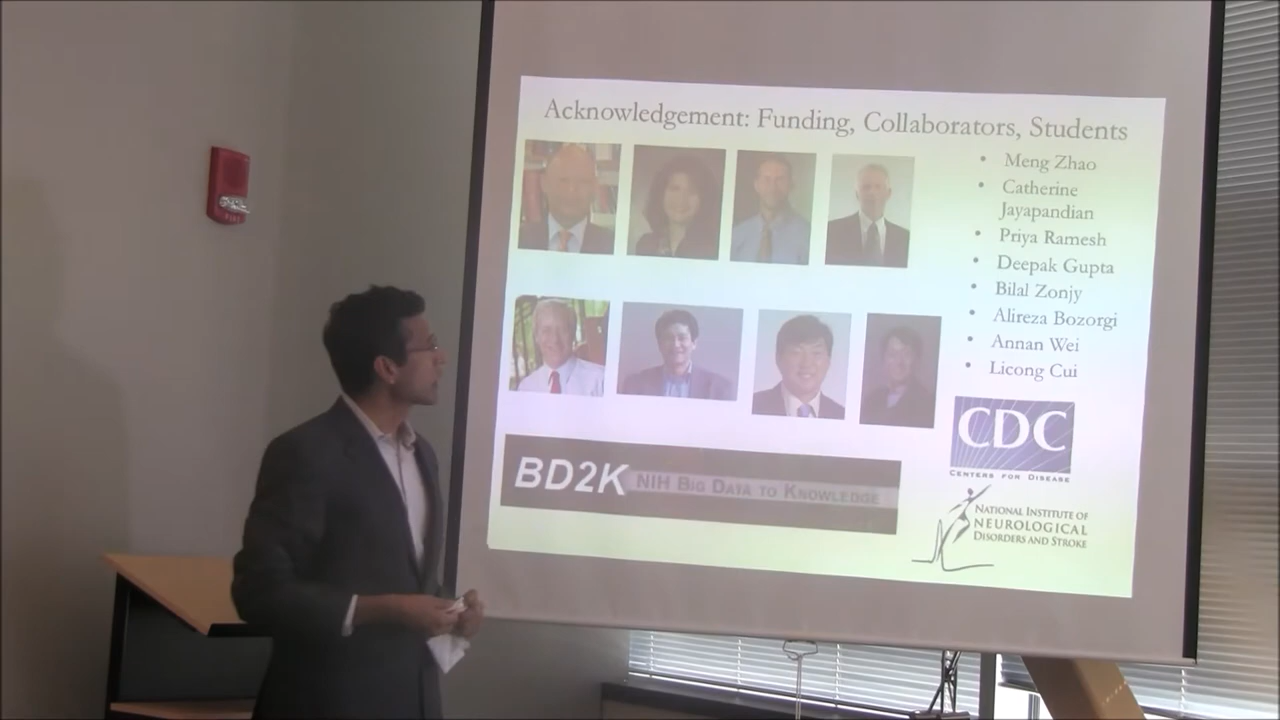 Acknowledgement: Funding, Collaborators, Students
• Meng Zhao
• Catherine
Jayapandian
• Priya Ramesh
• Deepak Gupta
• Bilal Zonjy
• Alireza Bozorgi
• Annan Wei
• Licong Cui
CDC
CENTERS FOR DISEASE
BD2K NIH BIG DATA TO KNOWLEDGE
NATIONAL INSTITUTE OF
NEUROLOGICAL
DISORDERS AND STROKE
FIRE